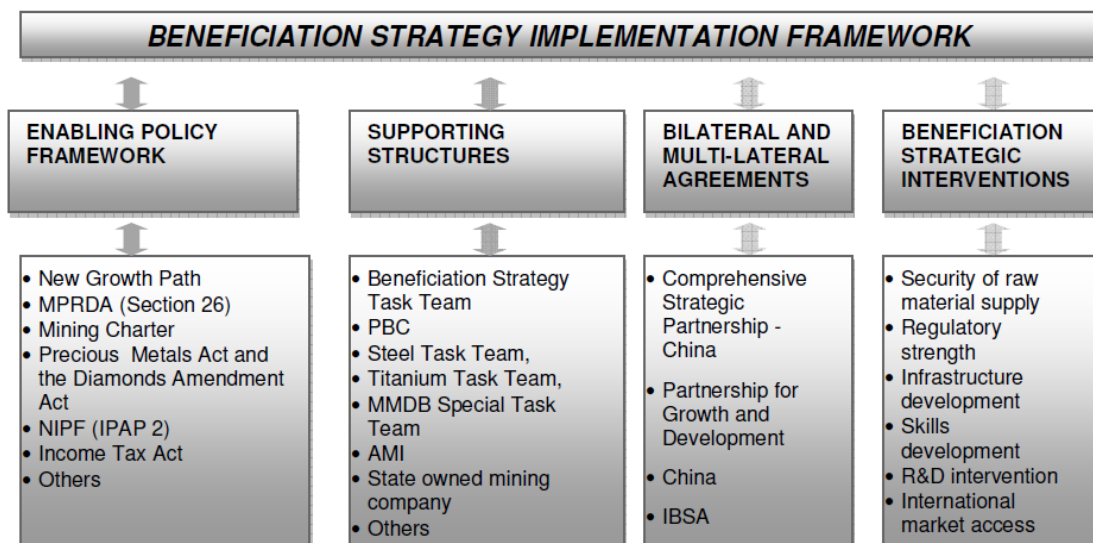 BENEFICIATION STRATEGY IMPLEMENTATION FRAMEWORK
ENABLING POLICY
FRAMEWORK
• New Growth Path
• MPRDA (Section 26)
• Mining Charter
• Precious Metals Act and
the Diamonds Amendment
Act
• NIPF (IPAP 2)
• Income Tax Act
• Others
SUPPORTING
STRUCTURES
• Beneficiation Strategy
Task Team
• PBC
• Steel Task Team,
• Titanium Task Team,
• MMDB Special Task
Team
• AMI
• State owned mining
company
• Others
BILATERAL AND
MULTI-LATERAL
AGREEMENTS
• Comprehensive
Strategic
Partnership -
China
• Partnership for
Growth and
Development
• China
• IBSA
BENEFICIATION
STRATEGIC
INTERVENTIONS
• Security of raw
material supply
• Regulatory
strength
• Infrastructure
development
• Skills
development
• R&D intervention
• International
market access